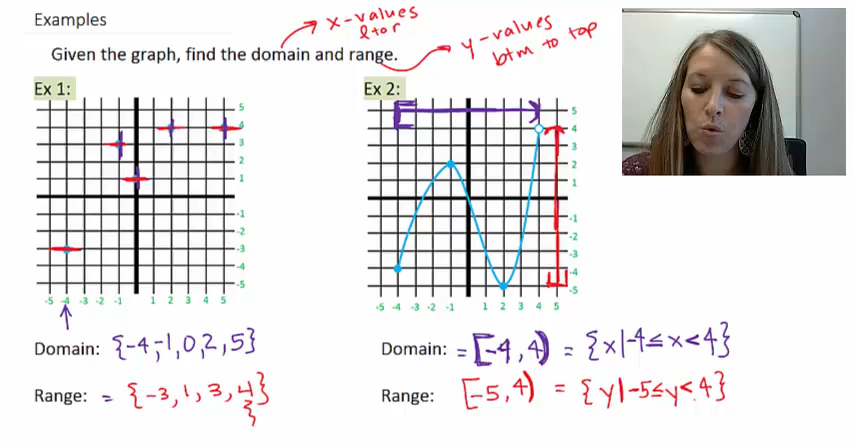 Examples
x-values
l to r
Given the graph, find the domain and range.
y-values
btm to top
Ex 1:
5
4
3
2
1
-1
-2
-3
-4
-5
-5 -4 -3 -2 -1 1 2 3 4 5
Domain: {-4,-1,0,2,5}
Range: = {-3,1,3,4}
}
Ex 2:
5
4
3
2
1
-1
-2
-3
-4
-5
-5 -4 -3 -2 -1 1 2 3 4 5
Domain: = [-4,4) = {x|-4≤x<4}
Range: [-5,4) = {y|-5≤y<4}